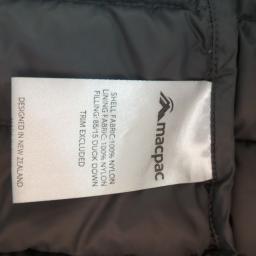 macpac
SHELL FABRIC:100% NYLON
LINING FABRIC:100% NYLON
FILLING: 85/15 DUCK DOWN
TRIM EXCLUDED
DESIGNED IN NEW ZEALAND